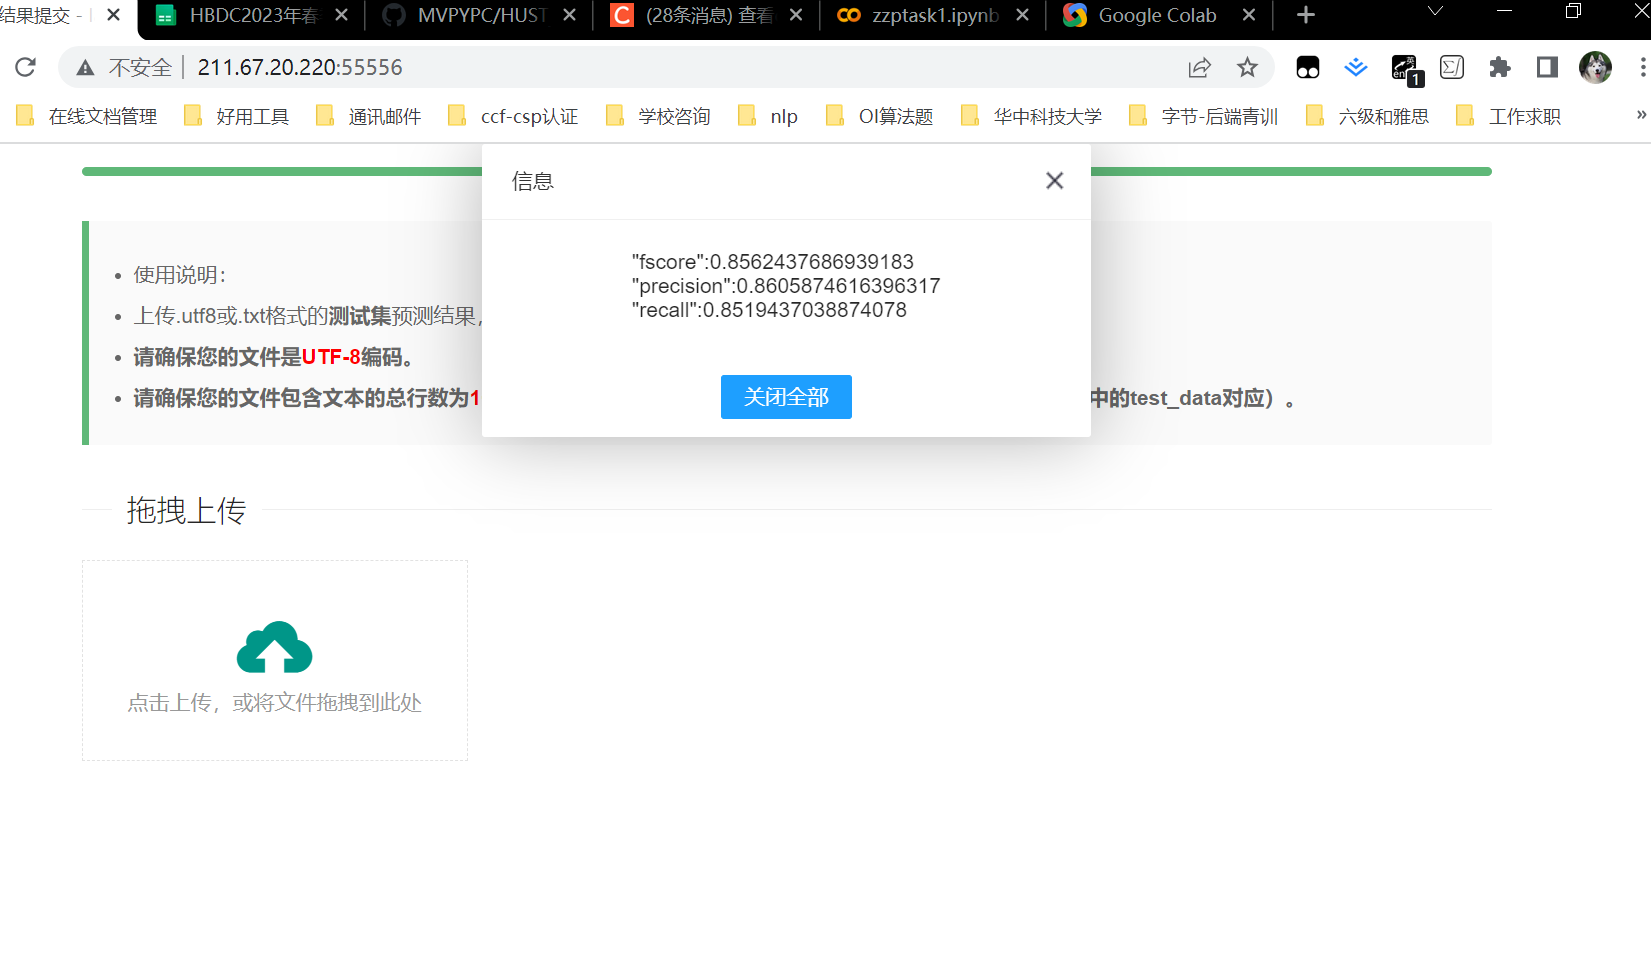 结果提交 -
HBDC2023年春
MVPYPC/HUST
(28条消息) 查看
zzptask1.ipynb
Google Colab
不安全
211.67.20.220:55556
1
在线文档管理
好用工具
通讯邮件
ccf-csp认证
学校咨询
nlp
OI算法题
华中科技大学
字节-后端青训
六级和雅思
工作求职
»
信息
"fscore":0.8562437686939183
"precision":0.8605874616396317
"recall":0.8519437038874078
关闭全部
使用说明：
上传.utf8或.txt格式的测试集预测结果，
请确保您的文件是UTF-8编码。
请确保您的文件包含文本的总行数为1
中的test_data对应）。
拖拽上传
点击上传，或将文件拖拽到此处